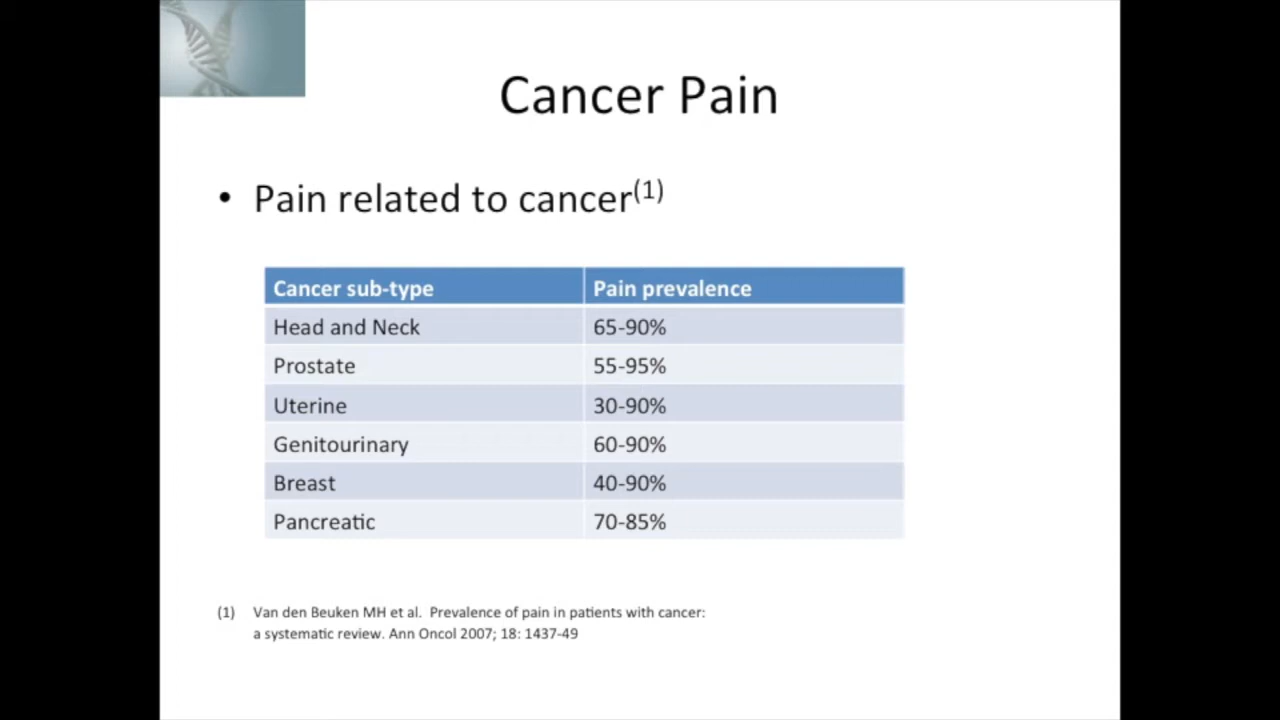 Cancer Pain
• Pain related to cancer(1)
Cancer sub-type Pain prevalence
Head and Neck 65-90%
Prostate 55-95%
Uterine 30-90%
Genitourinary 60-90%
Breast 40-90%
Pancreatic 70-85%
(1) Van den Beuken MH et al. Prevalence of pain in patients with cancer:
a systematic review. Ann Oncol 2007; 18: 1437-49